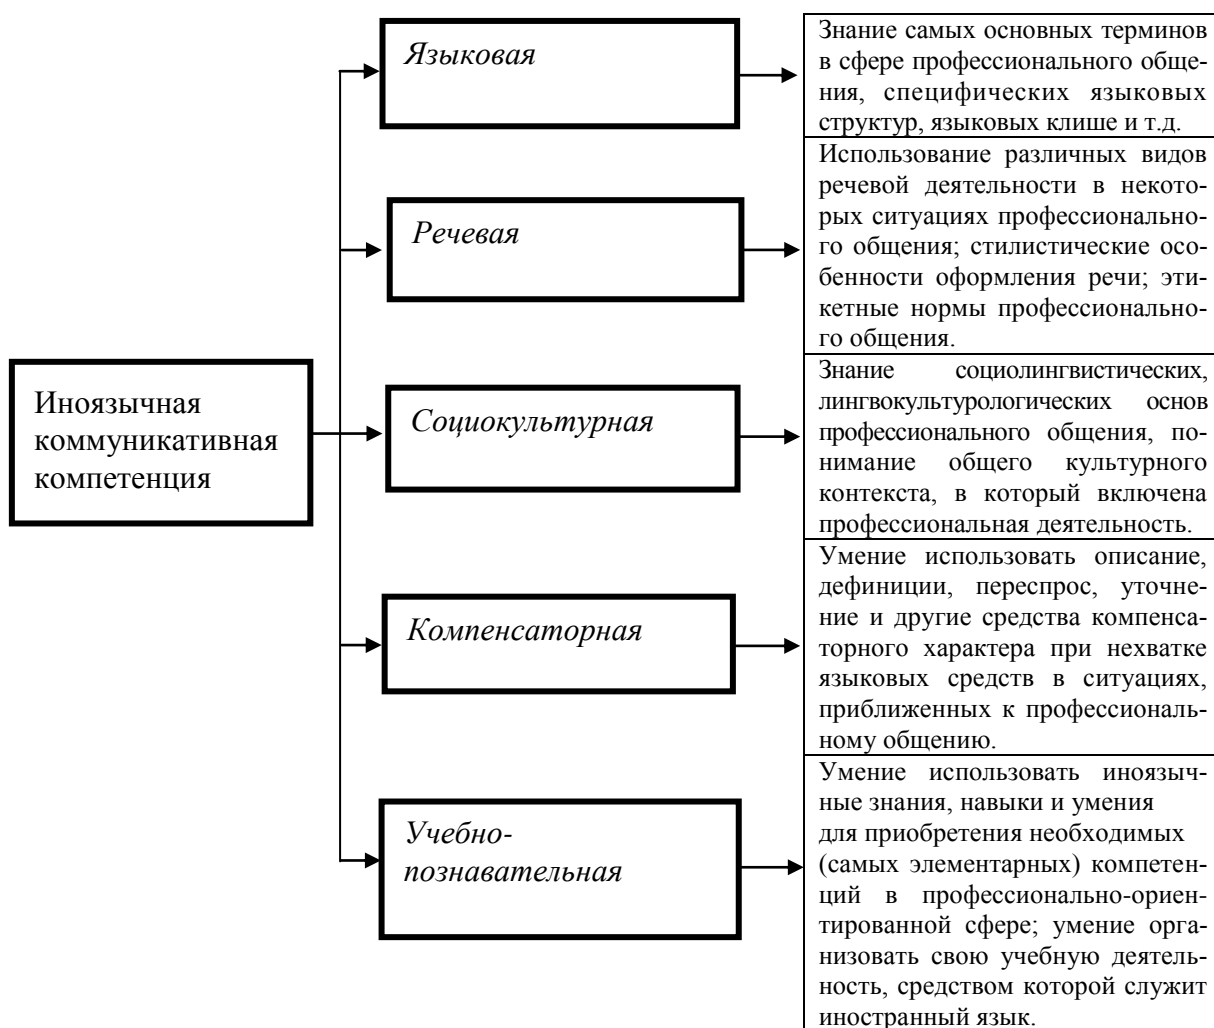 Иноязычная
коммуникативная
компетенция
Языковая
Знание самых основных терминов
в сфере профессионального обще-
ния, специфических языковых
структур, языковых клише и т.д.
Речевая
Использование различных видов
речевой деятельности в некото-
рых ситуациях профессионально-
го общения; стилистические осо-
бенности оформления речи; эти-
кетные нормы профессионально-
го общения.
Социокультурная
Знание социолингвистических,
лингвокультурологических основ
профессионального общения, по-
нимание общего культурного
контекста, в который включена
профессиональная деятельность.
Компенсаторная
Умение использовать описание,
дефиниции, переспрос, уточне-
ние и другие средства компенса-
торного характера при нехватке
языковых средств в ситуациях,
приближенных к профессиональ-
ному общению.
Учебно-
познавательная
Умение использовать иноязыч-
ные знания, навыки и умения
для приобретения необходимых
(самых элементарных) компетен-
ций в профессионально-ориен-
тированной сфере; умение орга-
низовать свою учебную деятель-
ность, средством которой служит
иностранный язык.